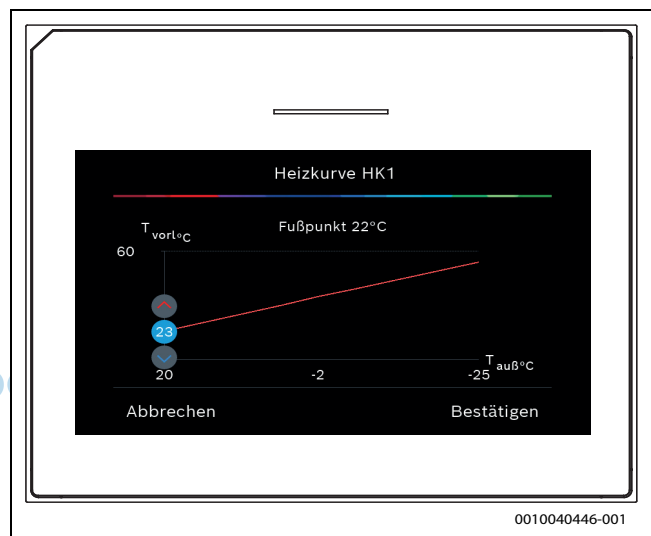 Heizkurve HK1
T vorl°C
Fußpunkt 22°C
60
23
T auß°C
20 -2 -25
Abbrechen Bestätigen
0010040446-001